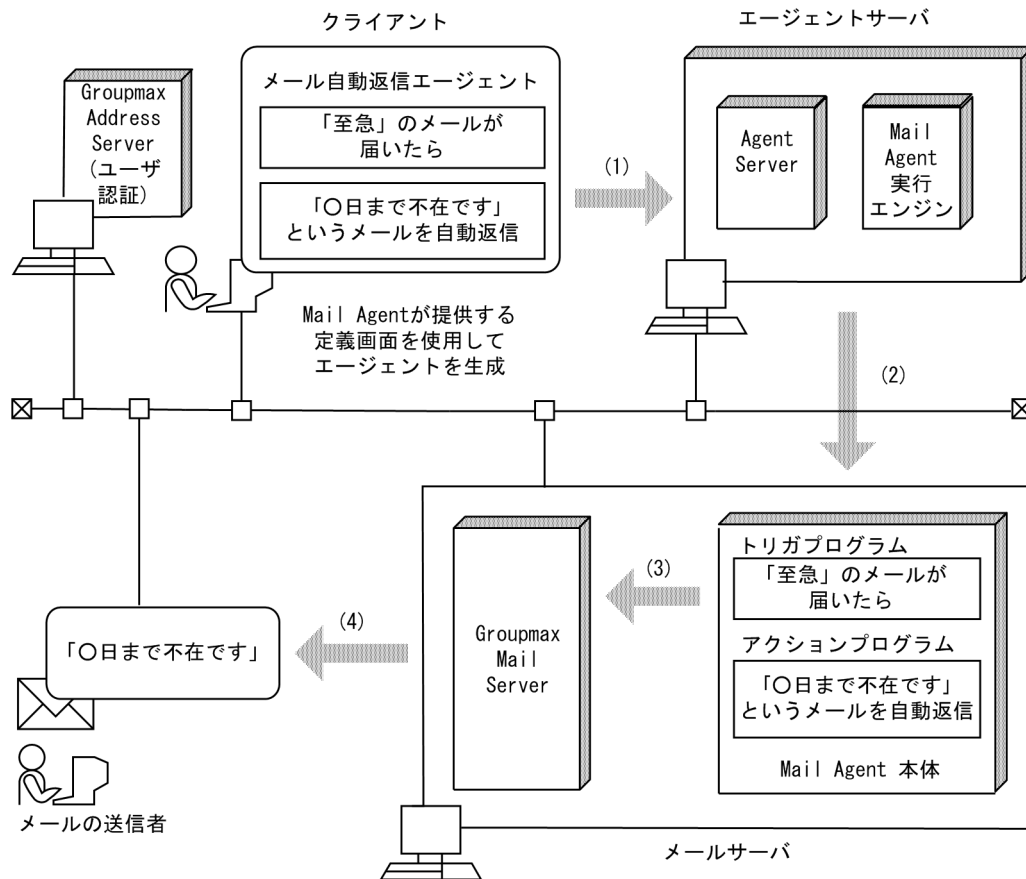 クライアント
エージェントサーバ
Groupmax
Address
Server
(ユーザ
認証)
メール自動返信エージェント
「至急」のメールが
届いたら
「〇日まで不在です」
というメールを自動返信
(1)
Agent
Server
Mail
Agent
実行
エンジン
Mail Agentが提供する
定義画面を使用して
エージェントを生成
(2)
Groupmax
Mail
Server
(3)
トリガプログラム
「至急」のメールが
届いたら
アクションプログラム
「〇日まで不在です」
というメールを自動返信
Mail Agent 本体
(4)
「〇日まで不在です」
メールの送信者
メールサーバ